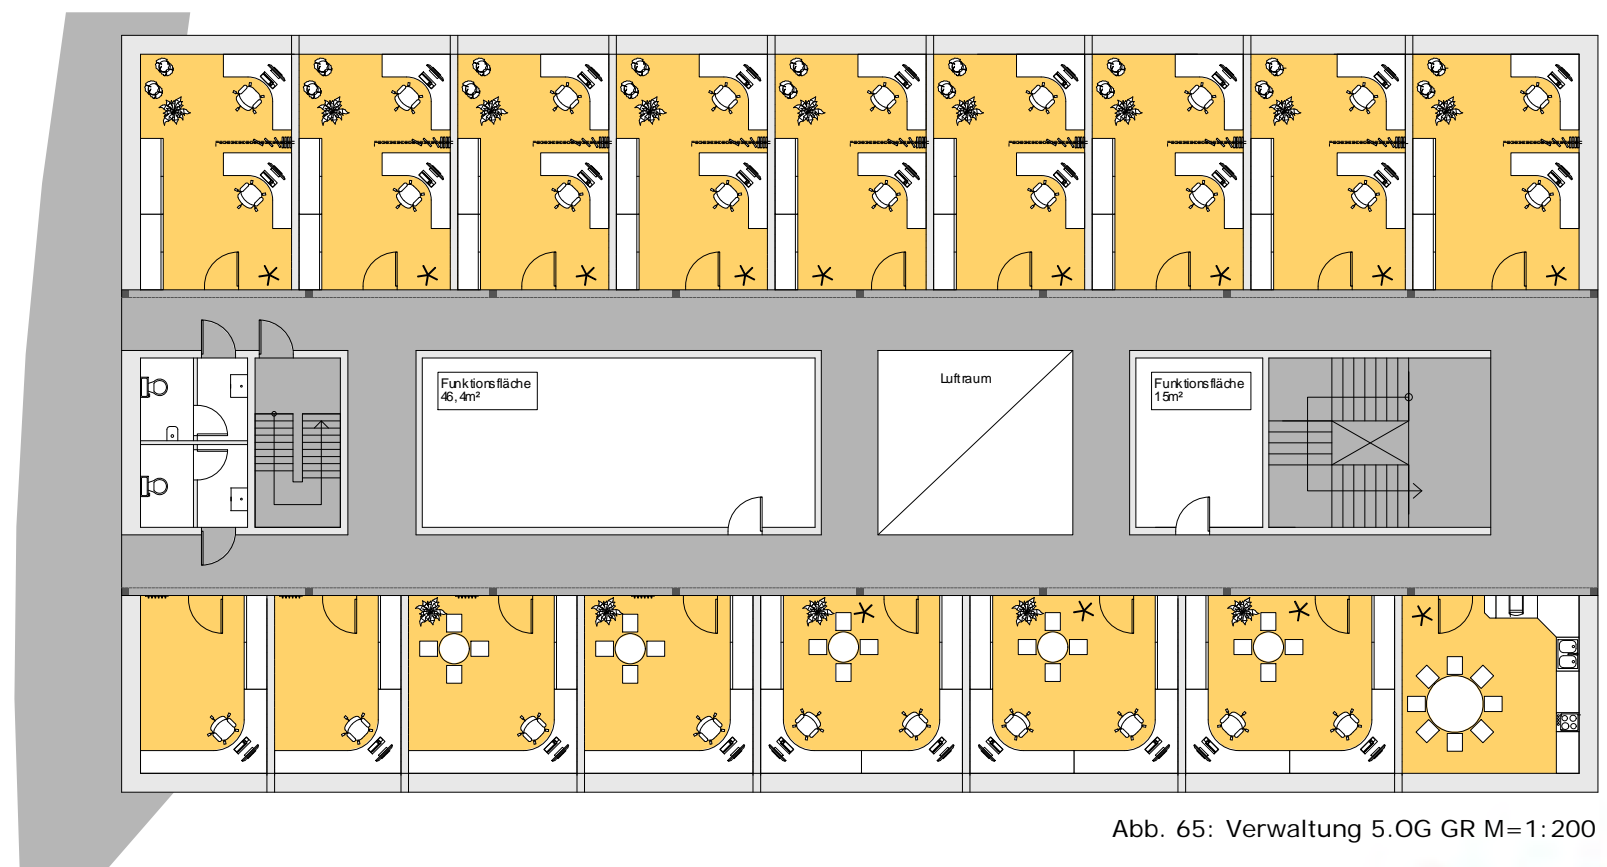 Funktionsfläche
46,4m²
Luftraum
Funktionsfläche
15m²
Abb. 65: Verwaltung 5.OG GR M=1:200